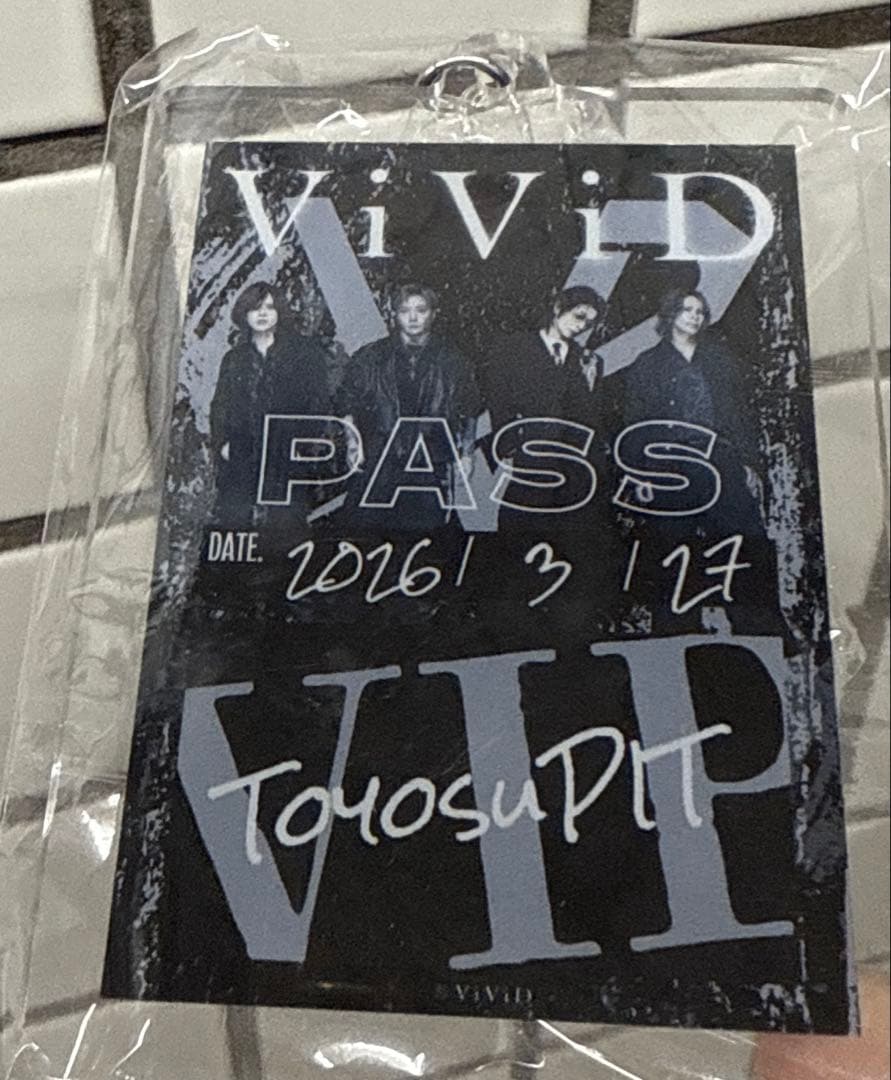 ViViD
PASS
DATE. 2026 / 3 / 27
VIP
ToyosuPIT
ViViD